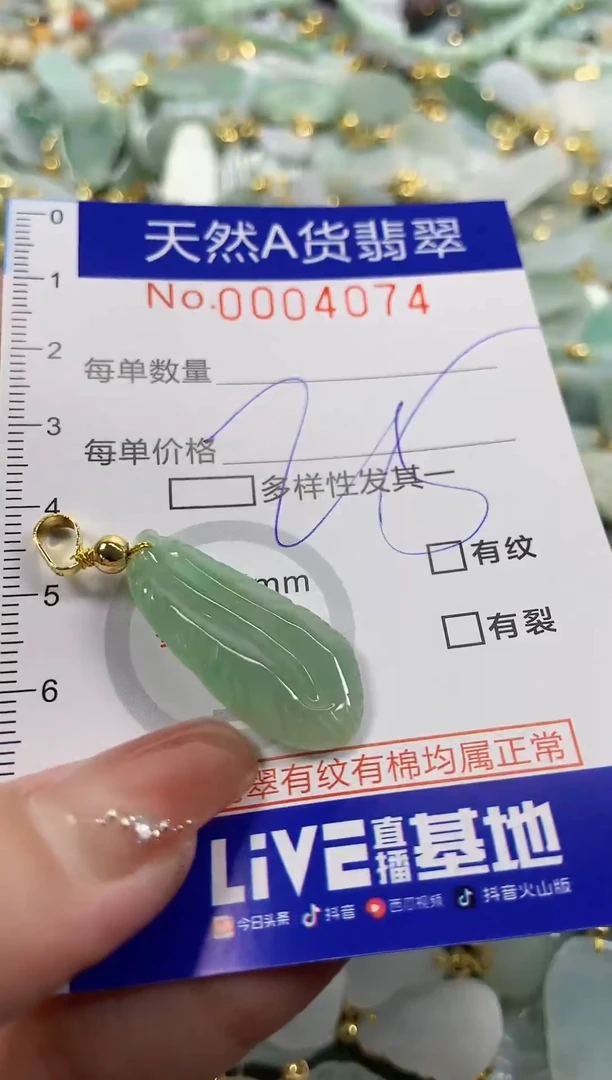 0
天然A货翡翠
1
No.0004074
2
每单数量
3
每单价格
4
多样性发其一
有纹
5
mm
有裂
6
翠有纹有棉均属正常
LiVE直播基地
今日头条 抖音 西瓜视频 抖音火山版